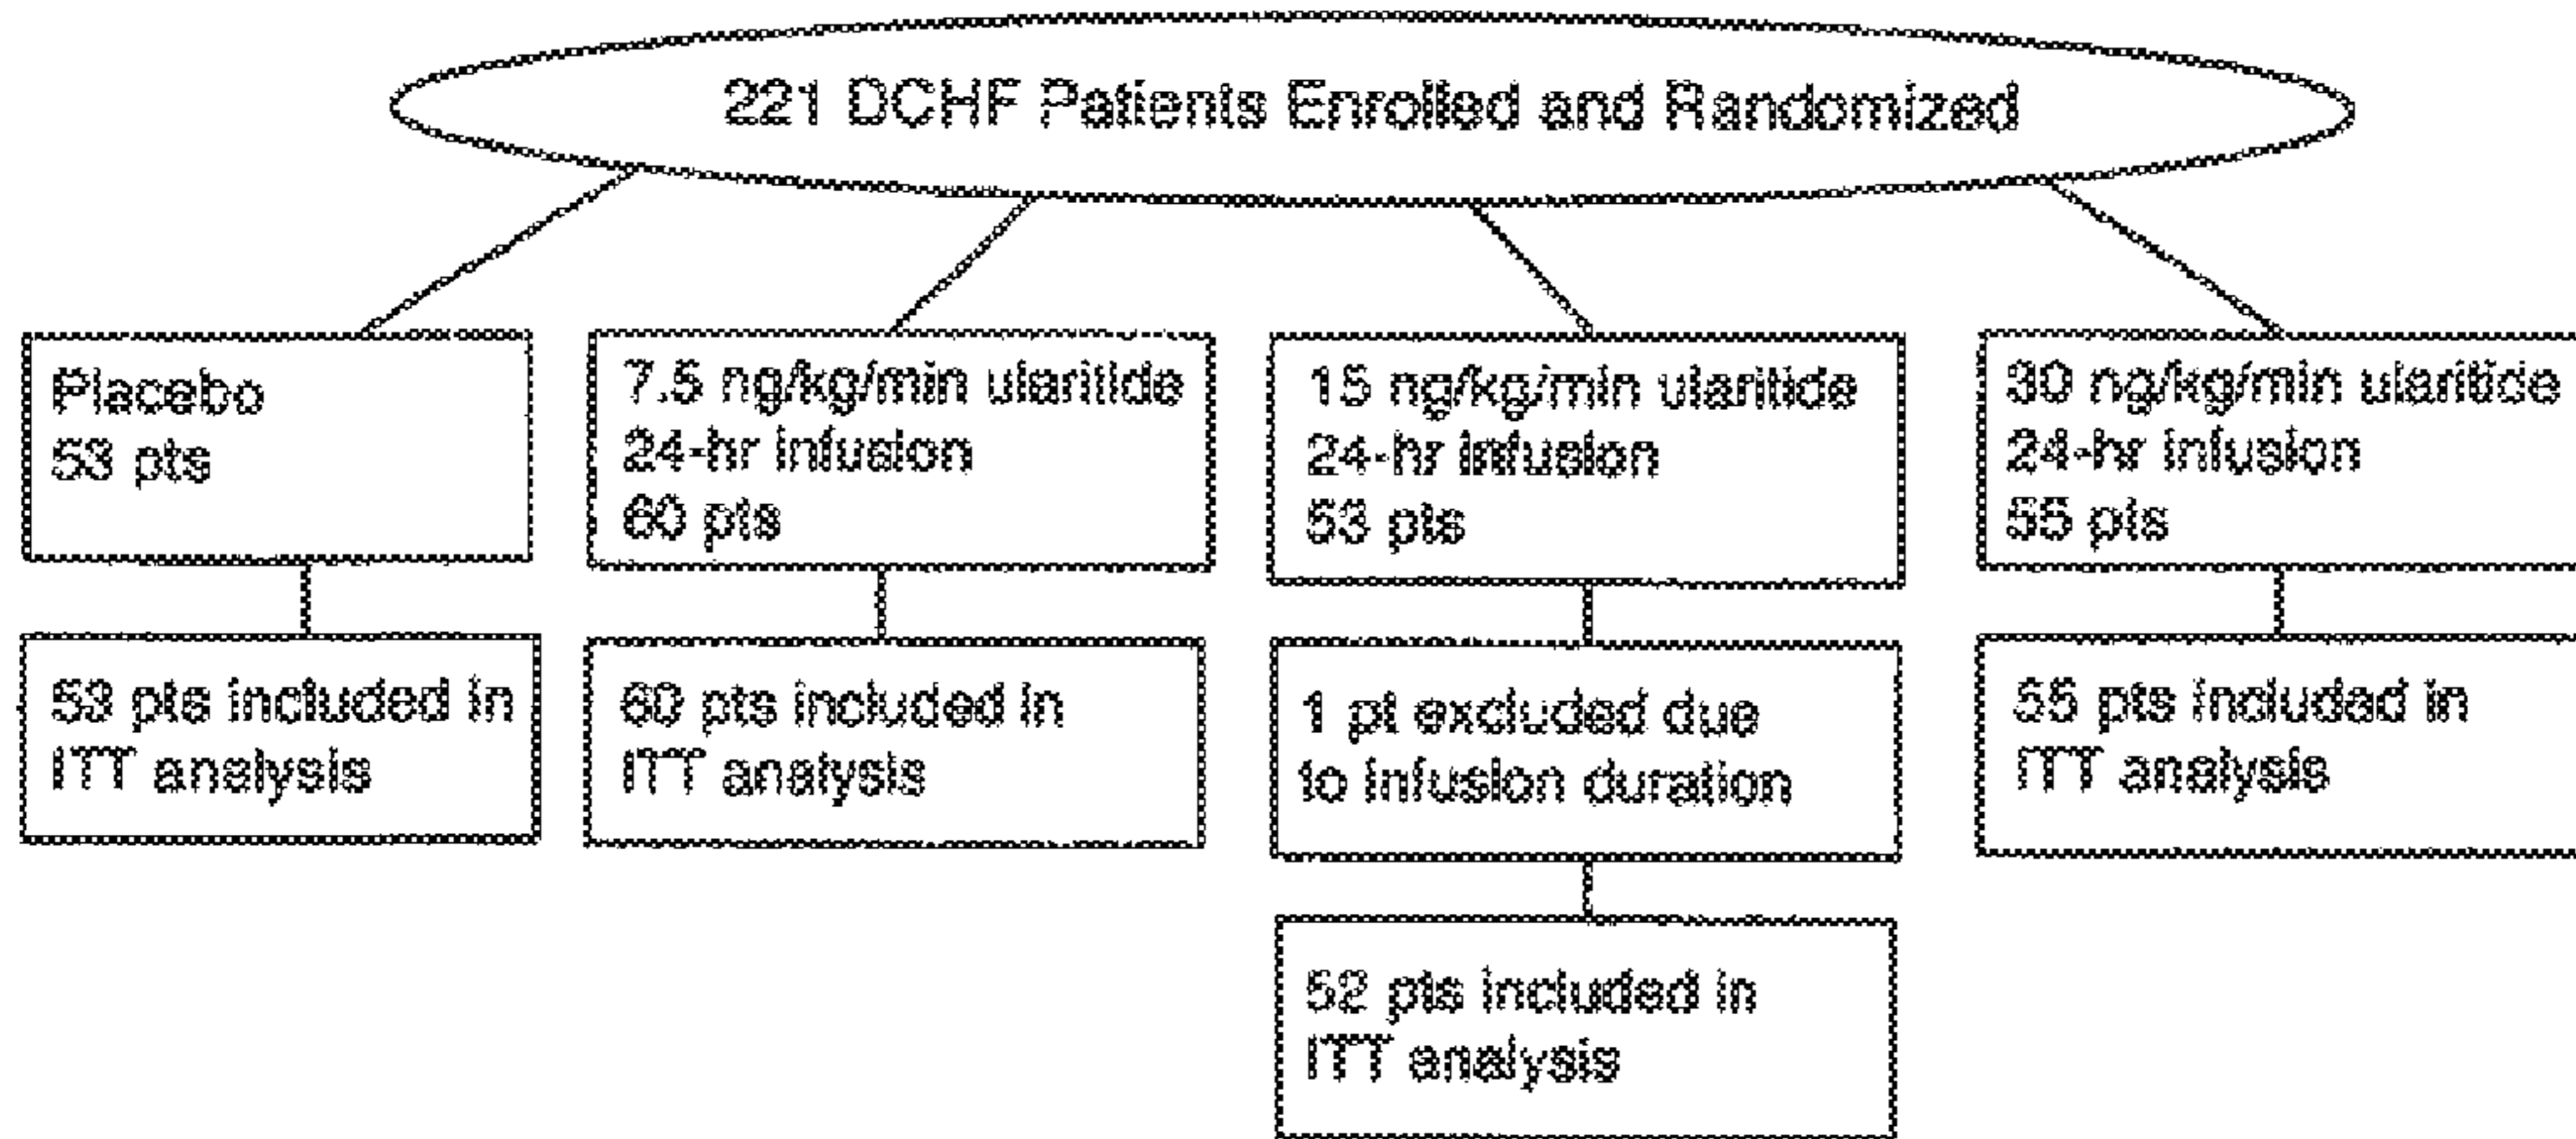 221 DCHF Patients Enrolled and Randomized
Placebo
53 pts
7.5 ng/kg/min ularitide
24-hr infusion
60 pts
15 ng/kg/min ularitide
24-hr infusion
53 pts
30 ng/kg/min ularitide
24-hr infusion
55 pts
53 pts included in
ITT analysis
60 pts included in
ITT analysis
1 pt excluded due
to infusion duration
55 pts included in
ITT analysis
52 pts included in
ITT analysis